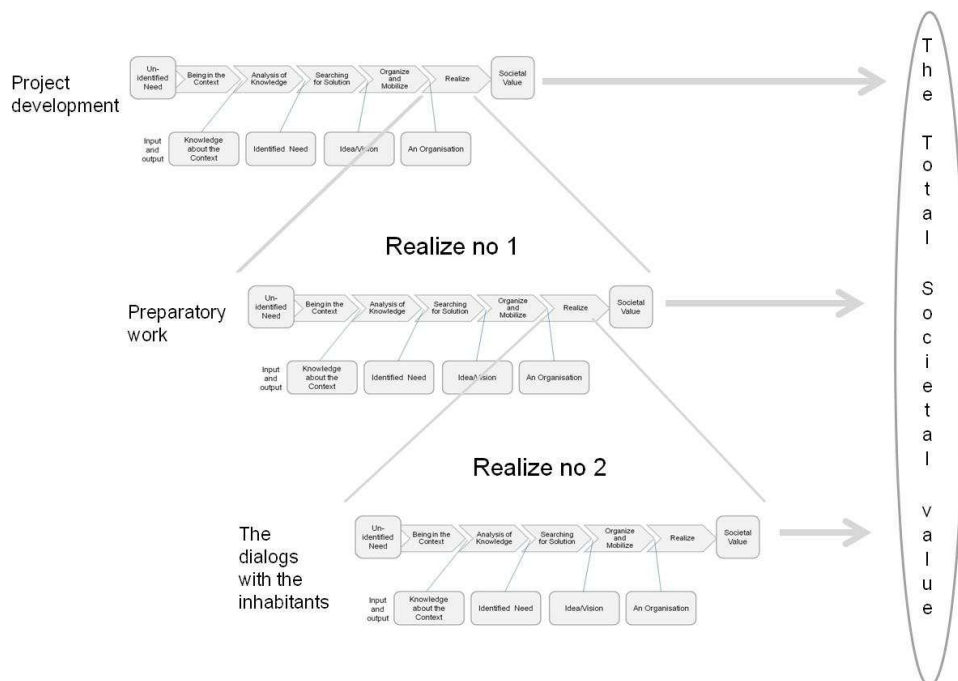 Project
development
Un-
identified
Need
Being in the
Context
Analysis of
Knowledge
Searching
for Solution
Organize
and
Mobilize
Realize
Societal
Value
Input
and
output
Knowledge
about the
Context
Identified Need
Idea/Vision
An Organisation
Realize no 1
Preparatory
work
Un-
identified
Need
Being in the
Context
Analysis of
Knowledge
Searching
for Solution
Organize
and
Mobilize
Realize
Societal
Value
Input
and
output
Knowledge
about the
Context
Identified Need
Idea/Vision
An Organisation
Realize no 2
The
dialogs
with the
inhabitants
Un-
identified
Need
Being in the
Context
Analysis of
Knowledge
Searching
for Solution
Organize
and
Mobilize
Realize
Societal
Value
Input
and
output
Knowledge
about the
Context
Identified Need
Idea/Vision
An Organisation
The Total Societal value